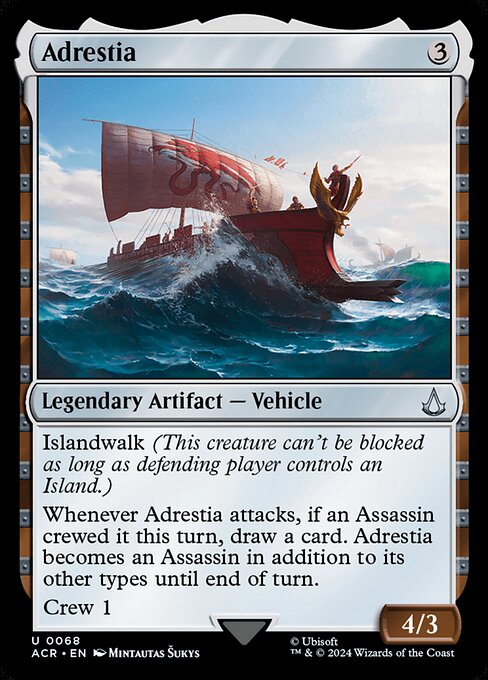 Adrestia 3
Legendary Artifact — Vehicle
Islandwalk (This creature can't be blocked
as long as defending player controls an
Island.)
Whenever Adrestia attacks, if an Assassin
crewed it this turn, draw a card. Adrestia
becomes an Assassin in addition to its
other types until end of turn.
Crew 1
4/3
U 0068
ACR • EN Mintautas Šukys
© Ubisoft
™ & © 2024 Wizards of the Coast